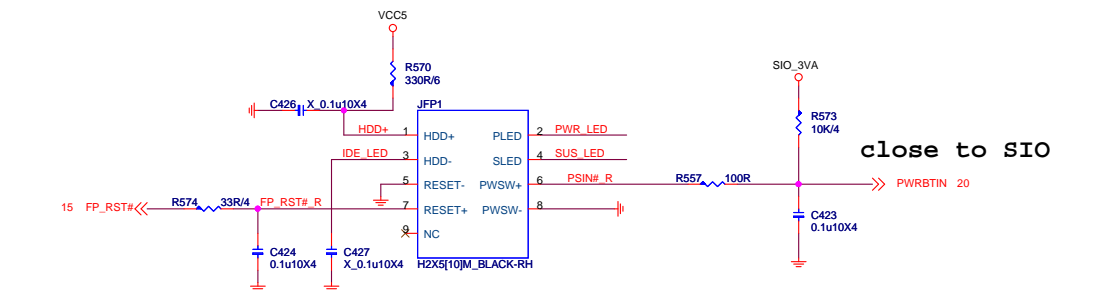 VCC5
R570
330R/6
SIO_3VA
C426 X_0.1u10X4
JFP1
R573
10K/4
HDD+ 1 HDD+ PLED 2 PWR_LED
close to SIO
IDE_LED 3 HDD- SLED 4 SUS_LED
5 RESET- PWSW+ 6 PSIN#_R R557 100R PWRBTIN 20
15 FP_RST# R574 33R/4 FP_RST#_R 7 RESET+ PWSW- 8
C423
0.1u10X4
9 NC
C424
0.1u10X4
C427
X_0.1u10X4
H2X5[10]M_BLACK-RH